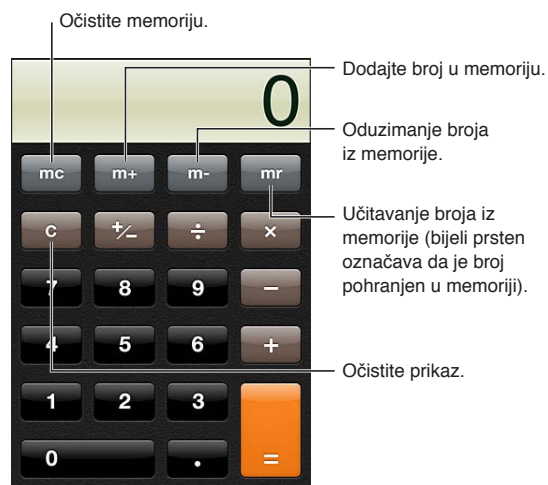 Očistite memoriju.
0
Dodajte broj u memoriju.
Oduzimanje broja
iz memorije.
mc m+ m- mr
Učitavanje broja iz
memorije (bijeli prsten
označava da je broj
pohranjen u memoriji).
C +/− ÷ ×
7 8 9 −
4 5 6 +
Očistite prikaz.
1 2 3
0 . =